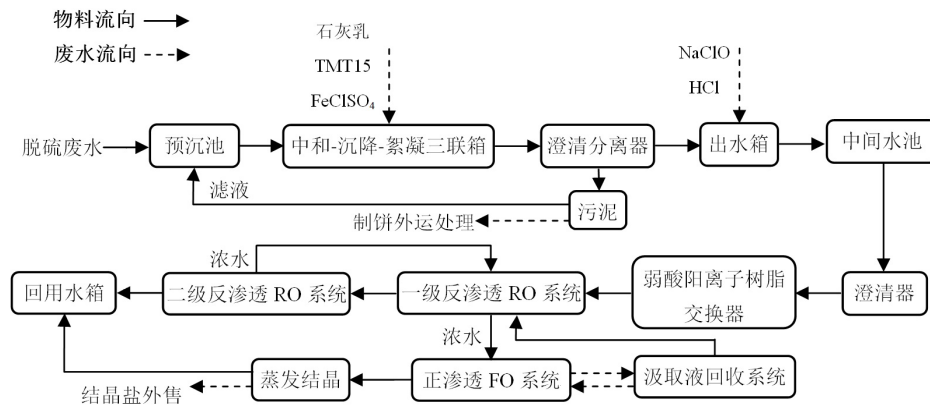 物料流向
废水流向
石灰乳
TMT15
FeClSO₄
NaClO
HCl
脱硫废水
预沉池
中和-沉降-絮凝三联箱
澄清分离器
出水箱
中间水池
滤液
污泥
制饼外运处理
浓水
回用水箱
二级反渗透 RO 系统
一级反渗透 RO 系统
弱酸阳离子树脂
交换器
澄清器
浓水
结晶盐外售
蒸发结晶
正渗透 FO 系统
汲取液回收系统